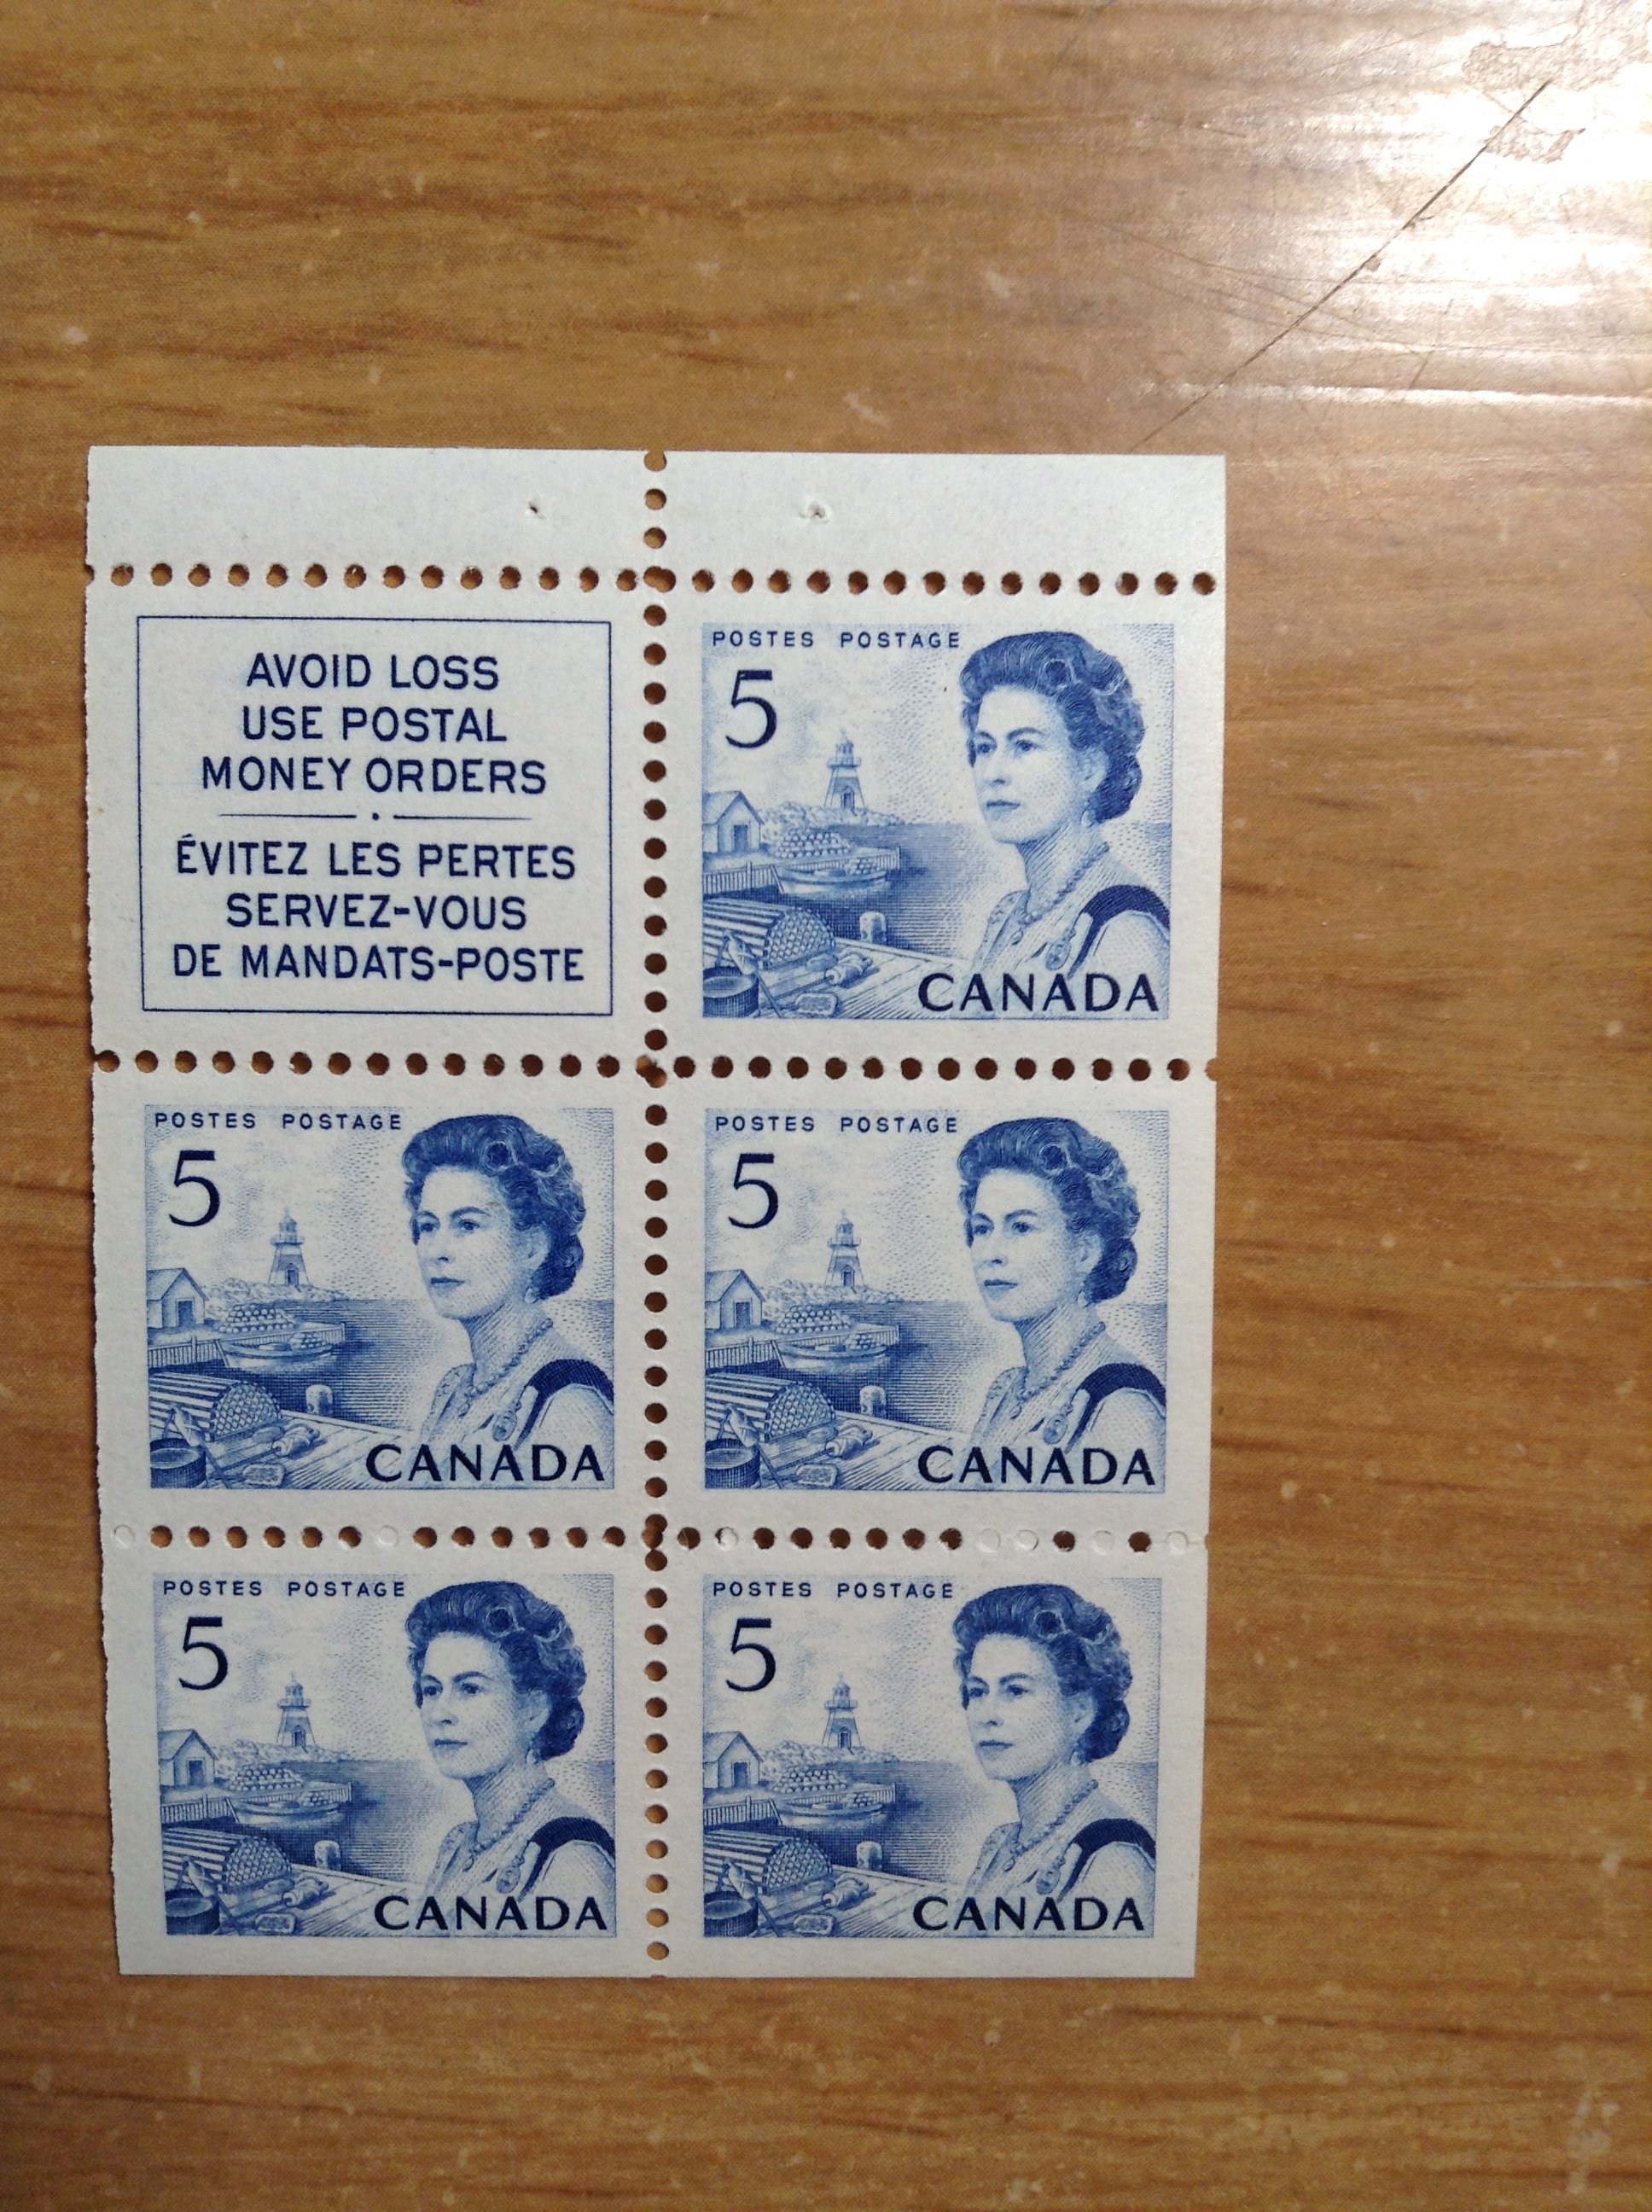 AVOID LOSS
USE POSTAL
MONEY ORDERS
ÉVITEZ LES PERTES
SERVEZ-VOUS
DE MANDATS-POSTE
POSTES POSTAGE
5
CANADA
POSTES POSTAGE
5
CANADA
POSTES POSTAGE
5
CANADA
POSTES POSTAGE
5
CANADA
POSTES POSTAGE
5
CANADA